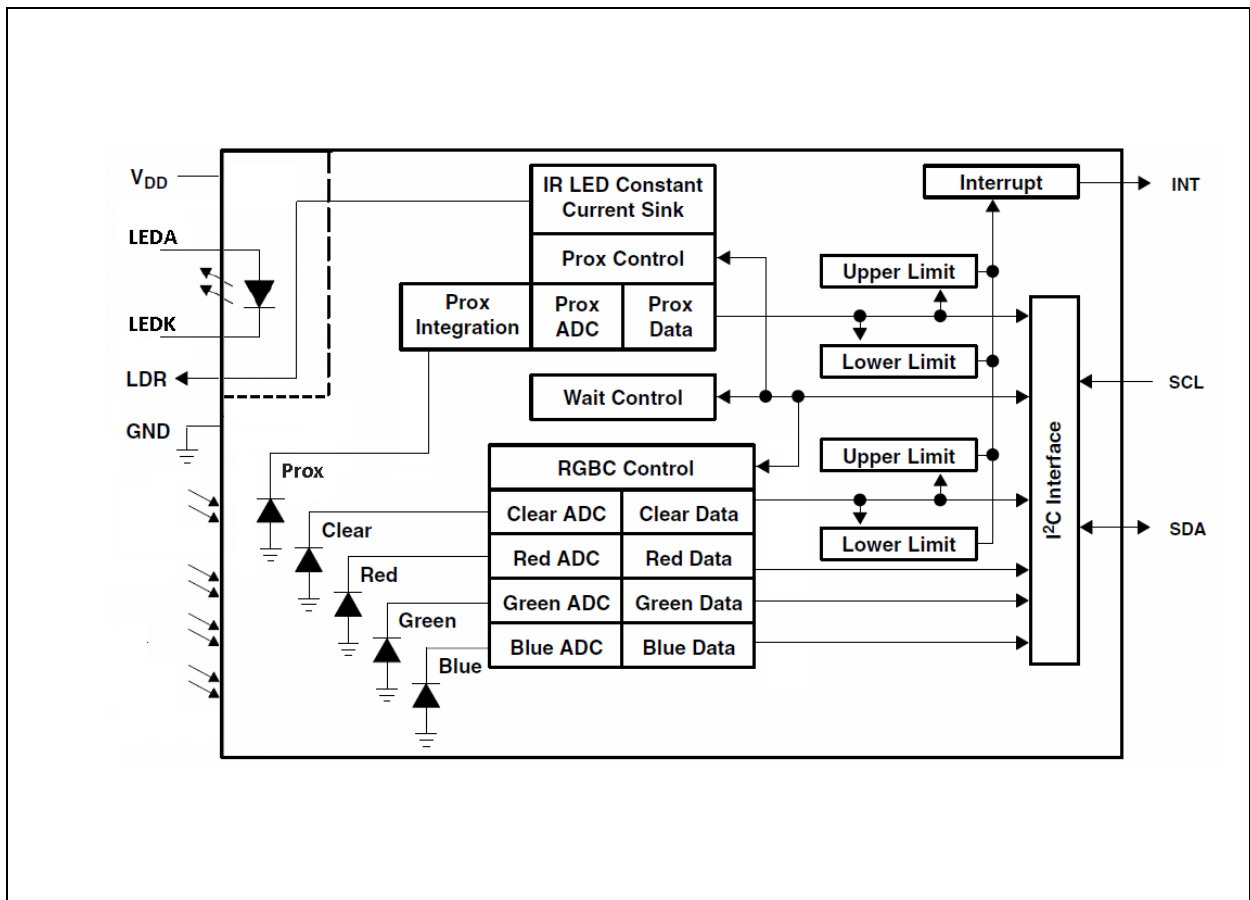 V_DD
LEDA
LEDK
LDR
GND
IR LED Constant
Current Sink
Prox Control
Prox
Integration
Prox
ADC
Prox
Data
Wait Control
RGBC Control
Clear ADC
Clear Data
Red ADC
Red Data
Green ADC
Green Data
Blue ADC
Blue Data
Prox
Clear
Red
Green
Blue
Interrupt
Upper Limit
Lower Limit
Upper Limit
Lower Limit
I²C Interface
INT
SCL
SDA